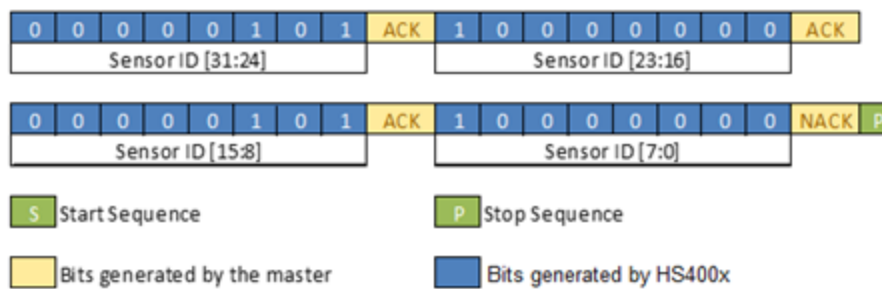 0 0 0 0 0 1 0 1 ACK 1 0 0 0 0 0 0 0 ACK
Sensor ID [31:24] Sensor ID [23:16]
0 0 0 0 0 1 0 1 ACK 1 0 0 0 0 0 0 0 NACK P
Sensor ID [15:8] Sensor ID [7:0]
S Start Sequence P Stop Sequence
Bits generated by the master Bits generated by HS400x